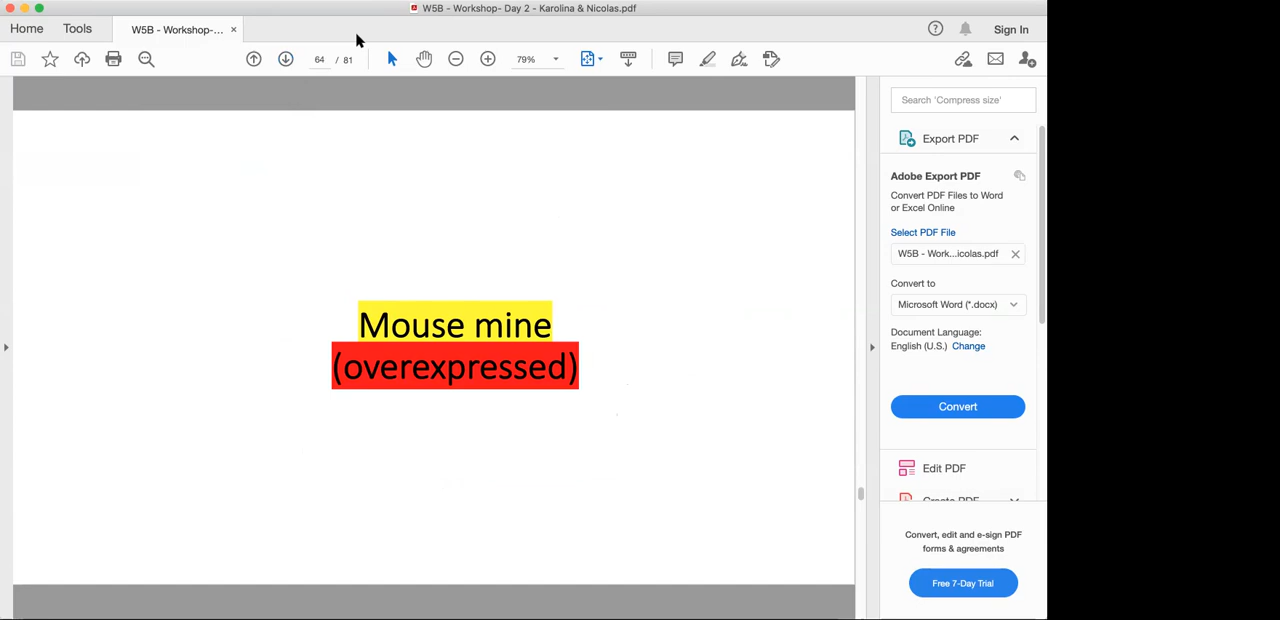 W5B - Workshop- Day 2 - Karolina & Nicolas.pdf
Home
Tools
W5B - Workshop-... ×
Sign In
64 / 81
79%
Search 'Compress size'
Export PDF
Adobe Export PDF
Convert PDF Files to Word
or Excel Online
Select PDF File
W5B - Work...icolas.pdf
Convert to
Microsoft Word (*.docx)
Document Language:
English (U.S.) Change
Convert
Edit PDF
Create PDF
Convert, edit and e-sign PDF
forms & agreements
Free 7-Day Trial
Mouse mine
(overexpressed)